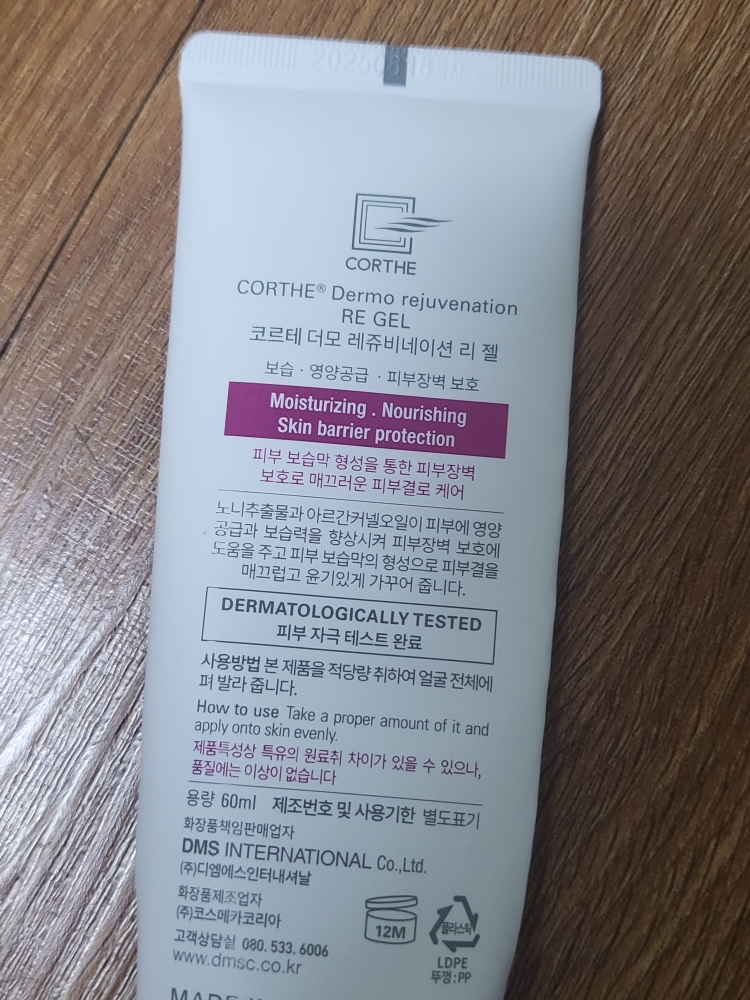 CORTHE
CORTHE® Dermo rejuvenation
RE GEL
코르테 더모 레쥬비네이션 리 젤
보습 · 영양공급 · 피부장벽 보호
Moisturizing . Nourishing
Skin barrier protection
피부 보습막 형성을 통한 피부장벽
보호로 매끄러운 피부결로 케어
노니추출물과 아르간커넬오일이 피부에 영양
공급과 보습력을 향상시켜 피부장벽 보호에
도움을 주고 피부 보습막의 형성으로 피부결을
매끄럽고 윤기있게 가꾸어 줍니다.
DERMATOLOGICALLY TESTED
피부 자극 테스트 완료
사용방법 본 제품을 적당량 취하여 얼굴 전체에
펴 발라 줍니다.
How to use Take a proper amount of it and
apply onto skin evenly.
제품특성상 특유의 원료취 차이가 있을 수 있으나,
품질에는 이상이 없습니다
용량 60ml 제조번호 및 사용기한 별도표기
화장품책임판매업자
DMS INTERNATIONAL Co.,Ltd.
(주)디엠에스인터내셔날
화장품제조업자
(주)코스메카코리아
고객상담실 080. 533. 6006
www.dmsc.co.kr
12M
플라스틱
LDPE
뚜껑:PP
MADE